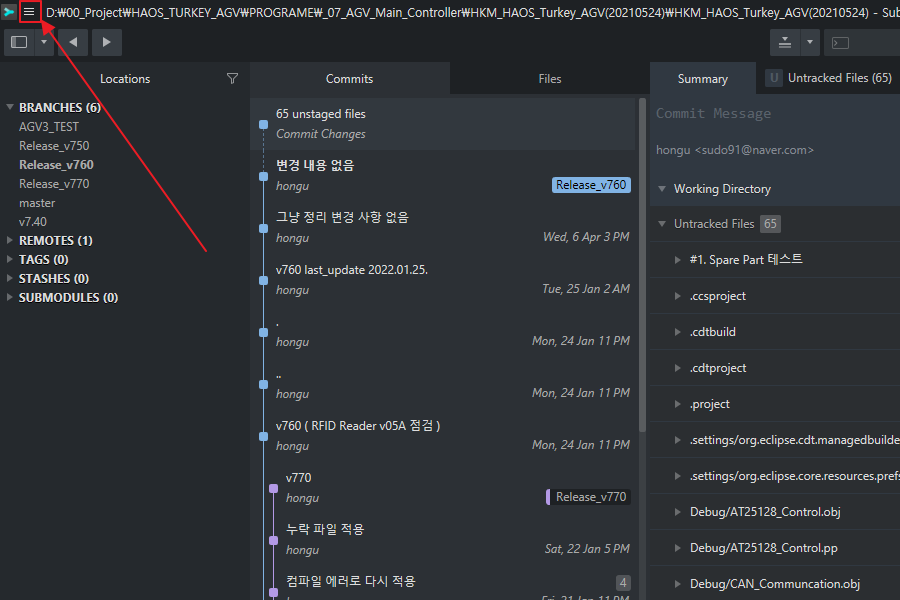 D:₩00_Project₩HAOS_TURKEY_AGV₩PROGRAME₩_07_AGV_Main_Controller₩HKM_HAOS_Turkey_AGV(20210524)₩HKM_HAOS_Turkey_AGV(20210524) - Sub
Locations
BRANCHES (6)
AGV3_TEST
Release_v750
Release_v760
Release_v770
master
v7.40
REMOTES (1)
TAGS (0)
STASHES (0)
SUBMODULES (0)
Commits
Files
65 unstaged files
Commit Changes
변경 내용 없음
hongu
Release_v760
그냥 정리 변경 사항 없음
hongu
Wed, 6 Apr 3 PM
v760 last_update 2022.01.25.
hongu
Tue, 25 Jan 2 AM
.
hongu
Mon, 24 Jan 11 PM
..
hongu
Mon, 24 Jan 11 PM
v760 ( RFID Reader v05A 점검 )
hongu
Mon, 24 Jan 11 PM
v770
hongu
Release_v770
누락 파일 적용
hongu
Sat, 22 Jan 5 PM
컴파일 에러로 다시 적용
4
Summary
U Untracked Files (65)
Commit Message
hongu <sudo91@naver.com>
Working Directory
Untracked Files 65
#1. Spare Part 테스트
.ccsproject
.cdtbuild
.cdtproject
.project
.settings/org.eclipse.cdt.managedbuilde
.settings/org.eclipse.core.resources.prefs
Debug/AT25128_Control.obj
Debug/AT25128_Control.pp
Debug/CAN_Communcation.obj